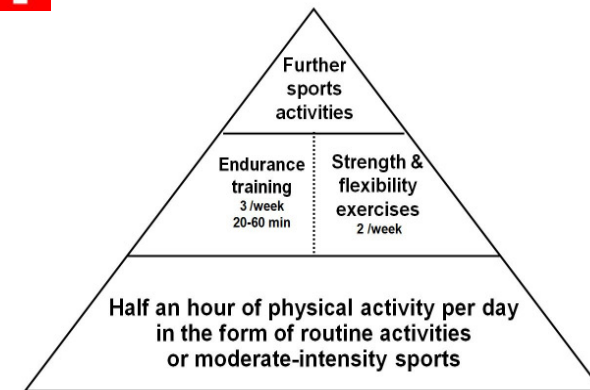 Further
sports
activities
Endurance
training
3 /week
20-60 min
Strength &
flexibility
exercises
2 /week
Half an hour of physical activity per day
in the form of routine activities
or moderate-intensity sports